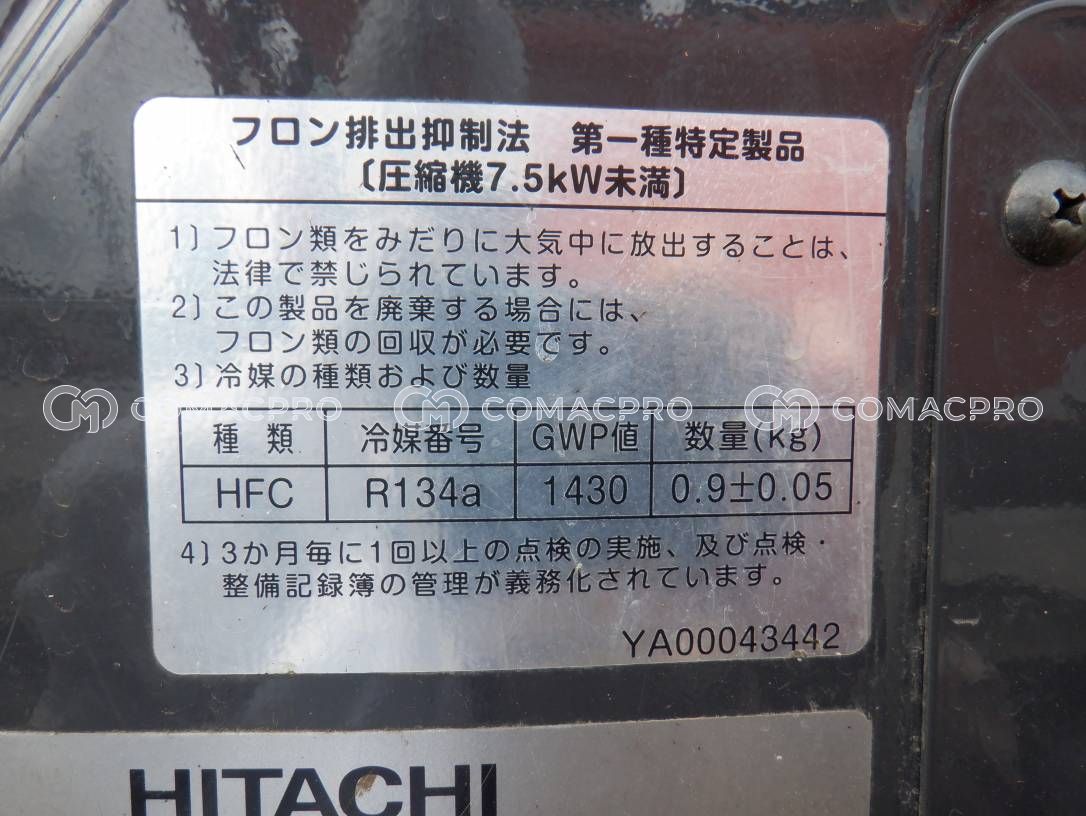 フロン排出抑制法　第一種特定製品
〔圧縮機7.5kW未満〕
1）フロン類をみだりに大気中に放出することは、
法律で禁じられています。
2）この製品を廃棄する場合には、
フロン類の回収が必要です。
3）冷媒の種類および数量
COMACPRO COMACPRO COMACPRO
種類 冷媒番号 GWP値 数量(kg)
HFC R134a 1430 0.9±0.05
4）3か月毎に1回以上の点検の実施、及び点検・
整備記録簿の管理が義務化されています。
YA00043442
HITACHI